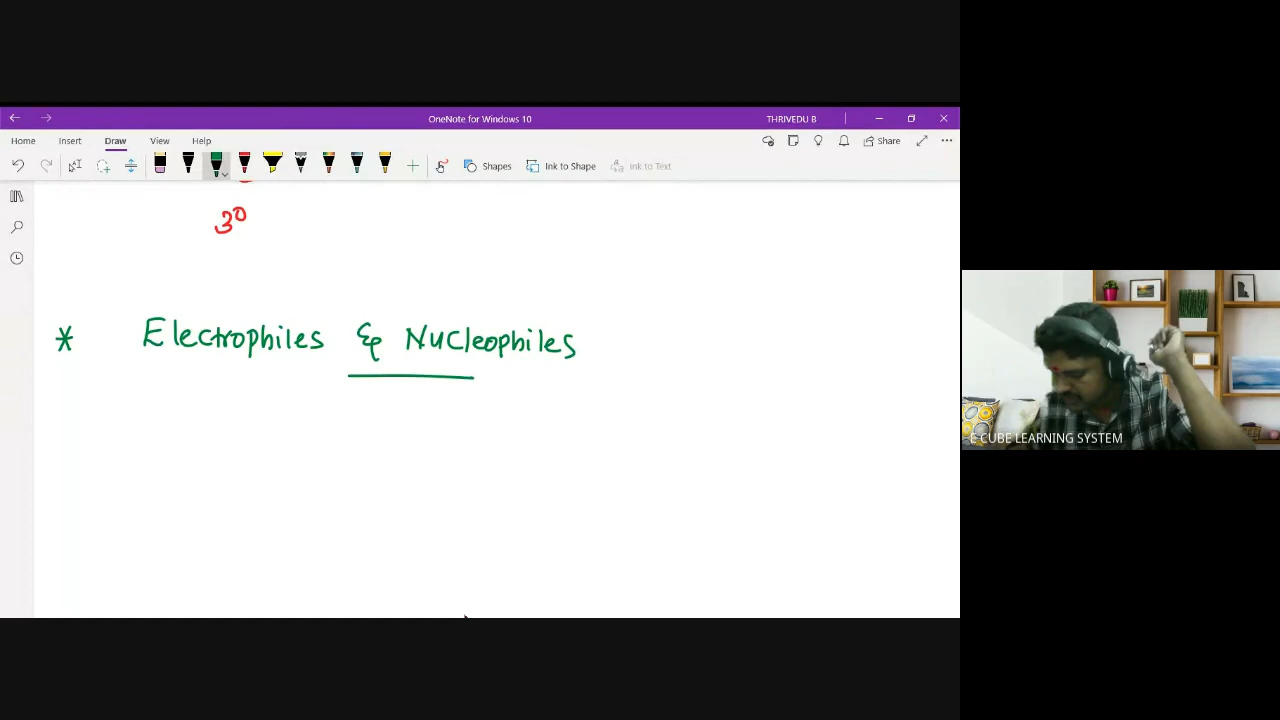 OneNote for Windows 10
THRIVEDU B
Home Insert Draw View Help
Share
Shapes Ink to Shape Ink to Text
3°
* Electrophiles & Nucleophiles
E CUBE LEARNING SYSTEM